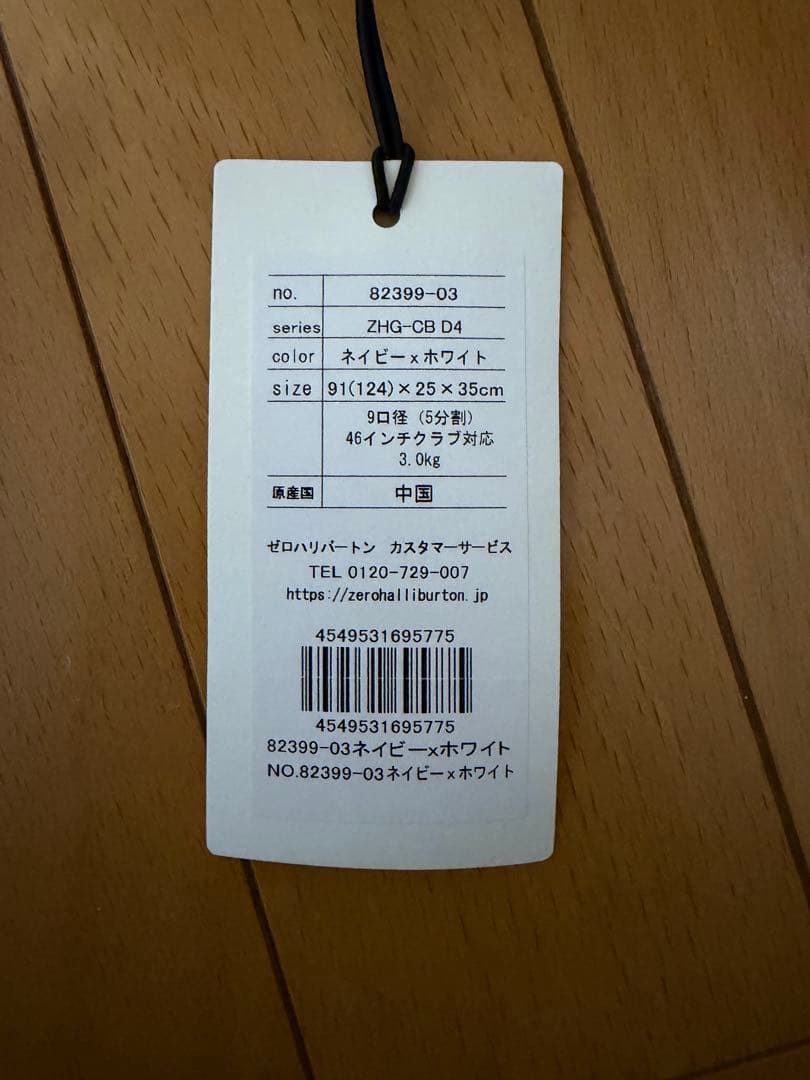 no. 82399-03
series ZHG-CB D4
color ネイビーxホワイト
size 91(124)×25×35cm
9口径 (5分割)
46インチクラブ対応
3.0kg
原産国 中国
ゼロハリバートン カスタマーサービス
TEL 0120-729-007
https://zerohalliburton.jp
4549531695775
4549531695775
82399-03ネイビーxホワイト
NO.82399-03ネイビーxホワイト